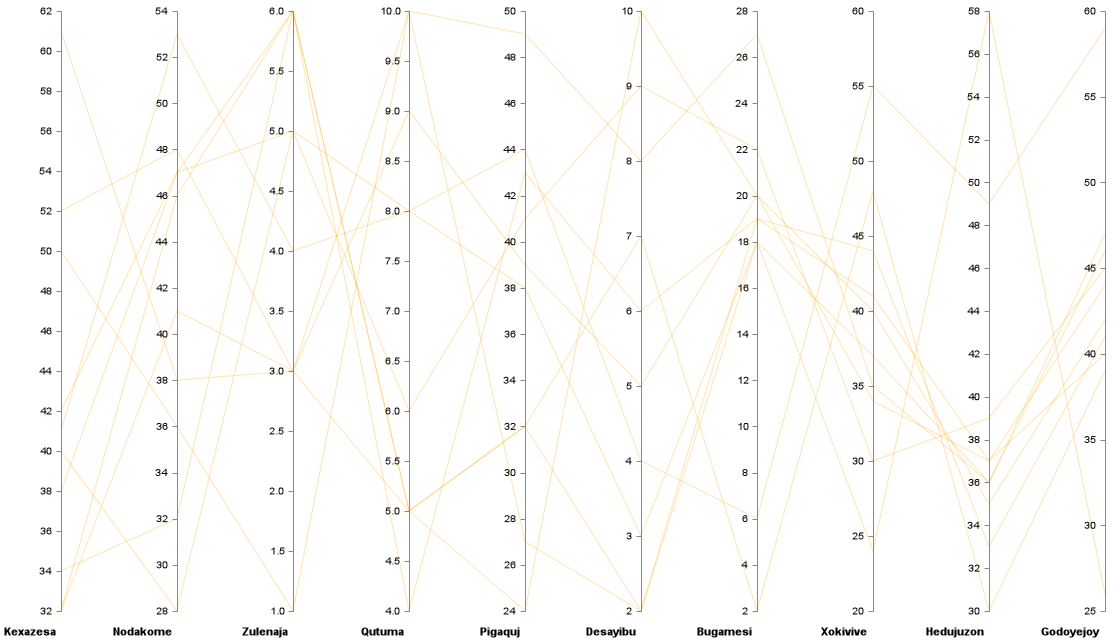 62 60 58 56 54 52 50 48 46 44 42 40 38 36 34 32
54 52 50 48 46 44 42 40 38 36 34 32 30 28
6.0 5.5 5.0 4.5 4.0 3.5 3.0 2.5 2.0 1.5 1.0
10.0 9.5 9.0 8.5 8.0 7.5 7.0 6.5 6.0 5.5 5.0 4.5 4.0
50 48 46 44 42 40 38 36 34 32 30 28 26 24
10 9 8 7 6 5 4 3 2
28 26 24 22 20 18 16 14 12 10 8 6 4 2
60 55 50 45 40 35 30 25 20
58 56 54 52 50 48 46 44 42 40 38 36 34 32 30
60 55 50 45 40 35 30 25
Kexazesa Nodakome Zulenaja Qutuma Pigaquj Desayibu Bugamesi Xokivive Hedujuzon Godoyejoy